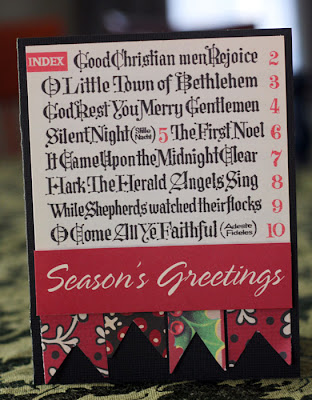 INDEX Good Christian men Rejoice 2
O Little Town of Bethlehem 3
God Rest You Merry Gentlemen 4
Silent Night (Stille Nacht) 5 The First Noel 6
It Came Upon the Midnight Clear 7
Hark The Herald Angels Sing 8
While Shepherds watched their flocks 9
O Come All Ye Faithful (Adeste Fideles) 10
Season's Greetings